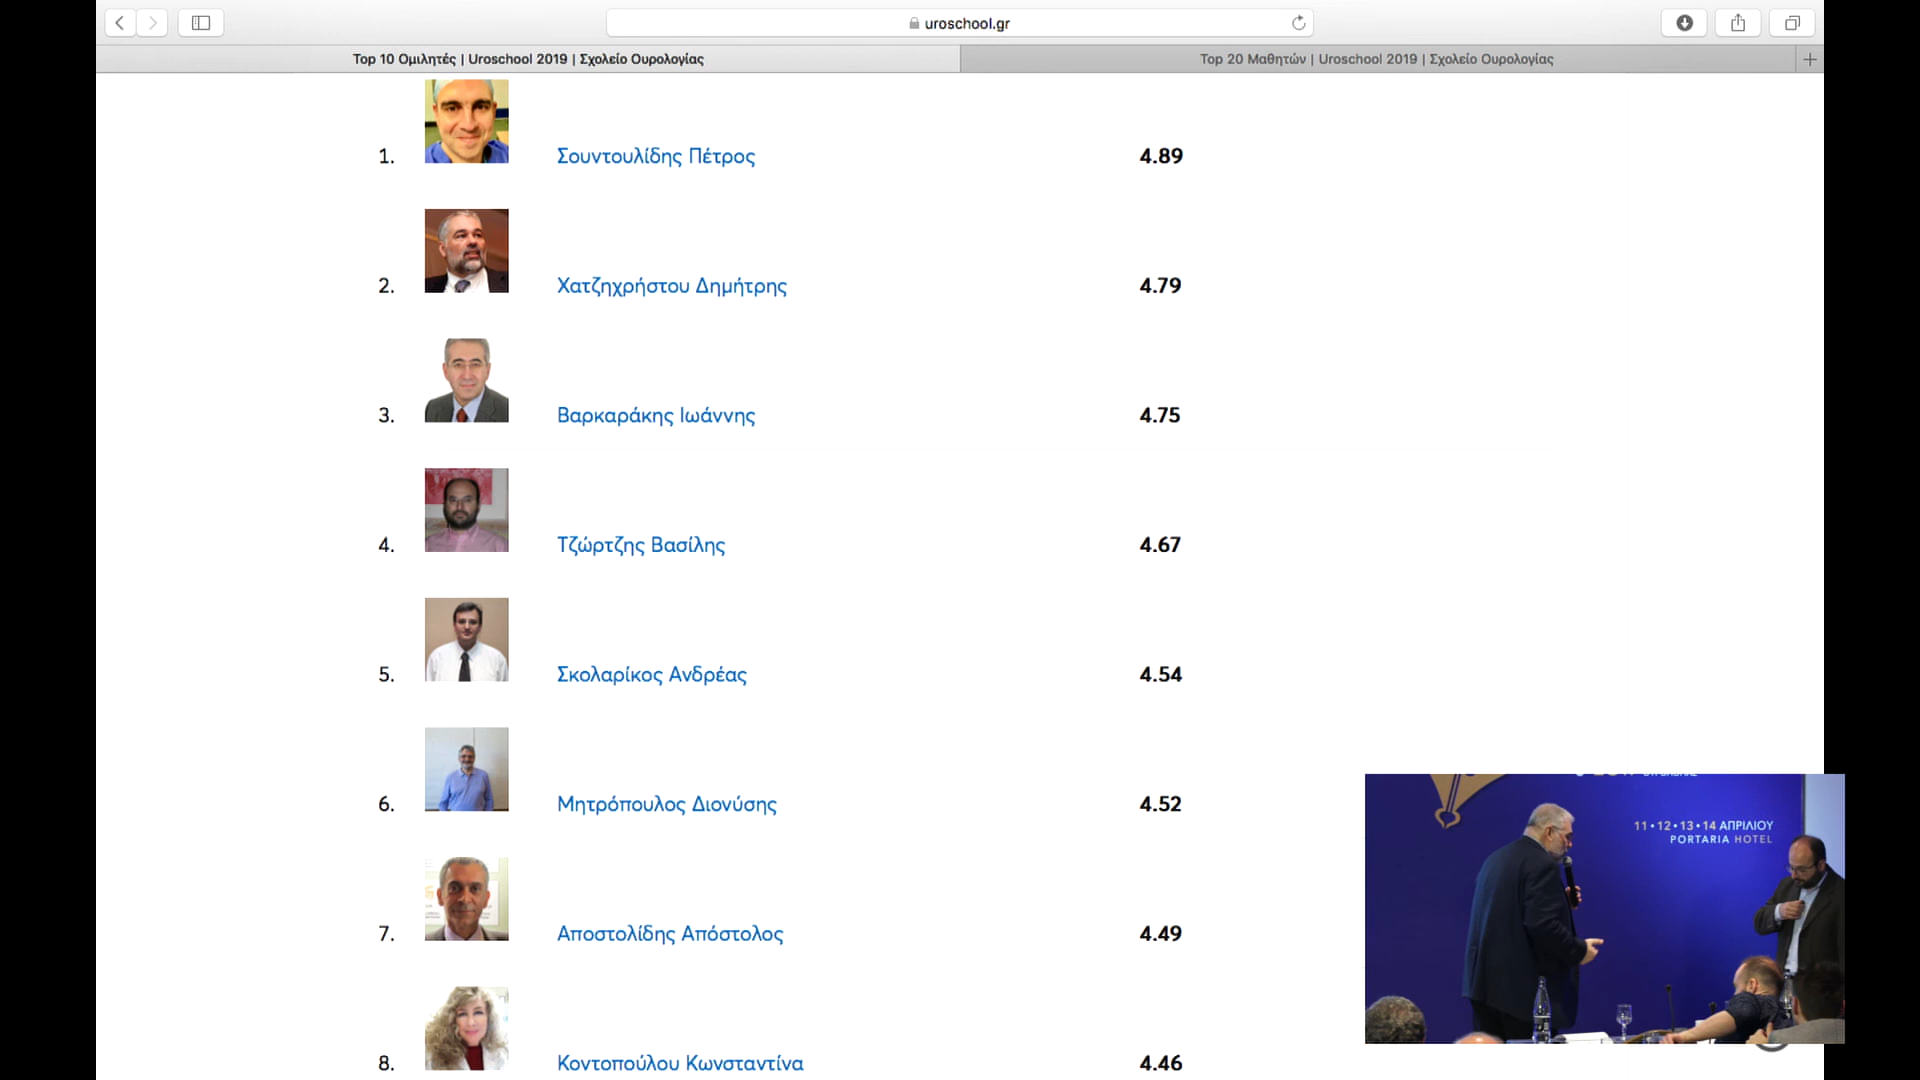 uroschool.gr
Top 10 Ομιλητές | Uroschool 2019 | Σχολείο Ουρολογίας
Top 20 Μαθητών | Uroschool 2019 | Σχολείο Ουρολογίας
1. Σουντουλίδης Πέτρος 4.89
2. Χατζηχρήστου Δημήτρης 4.79
3. Βαρκαράκης Ιωάννης 4.75
4. Τζώρτζης Βασίλης 4.67
5. Σκολαρίκος Ανδρέας 4.54
6. Μητρόπουλος Διονύσης 4.52
7. Αποστολίδης Απόστολος 4.49
8. Κοντοπούλου Κωνσταντίνα 4.46
11•12•13•14 ΑΠΡΙΛΙΟΥ
PORTARIA HOTEL